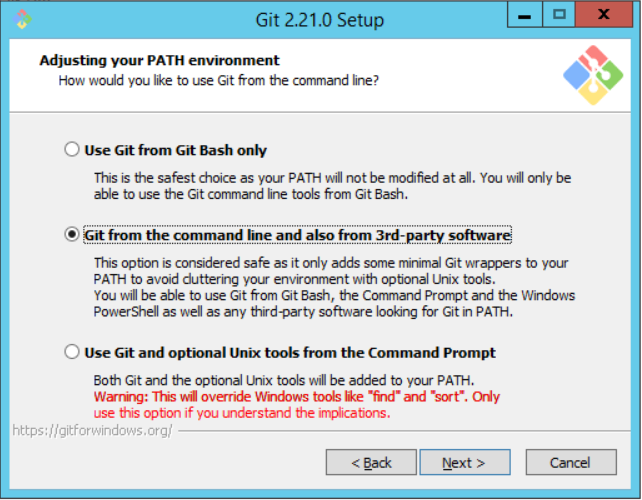 Git 2.21.0 Setup
Adjusting your PATH environment
How would you like to use Git from the command line?
Use Git from Git Bash only
This is the safest choice as your PATH will not be modified at all. You will only be
able to use the Git command line tools from Git Bash.
Git from the command line and also from 3rd-party software
This option is considered safe as it only adds some minimal Git wrappers to your
PATH to avoid cluttering your environment with optional Unix tools.
You will be able to use Git from Git Bash, the Command Prompt and the Windows
PowerShell as well as any third-party software looking for Git in PATH.
Use Git and optional Unix tools from the Command Prompt
Both Git and the optional Unix tools will be added to your PATH.
Warning: This will override Windows tools like "find" and "sort". Only
use this option if you understand the implications.
https://gitforwindows.org/
< Back Next > Cancel